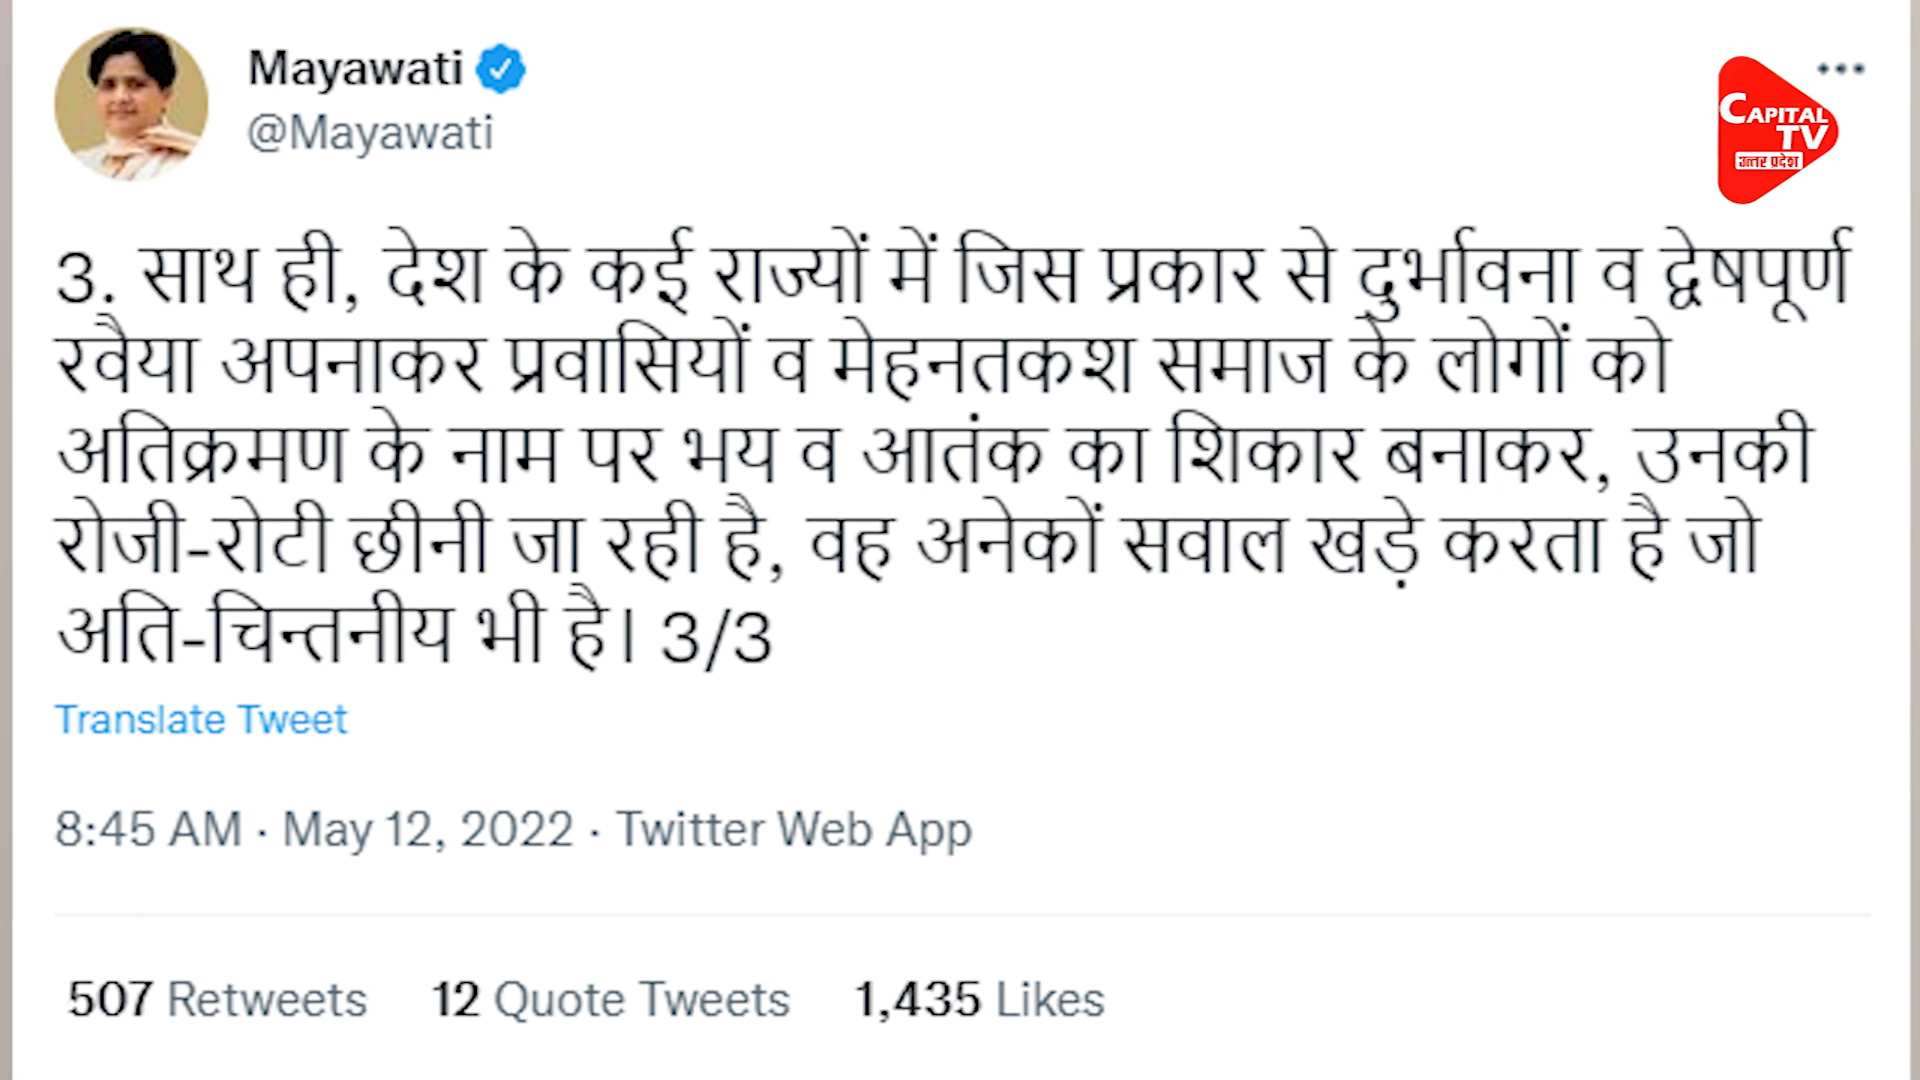 Mayawati
@Mayawati
CAPITAL
TV
उत्तर प्रदेश
3. साथ ही, देश के कई राज्यों में जिस प्रकार से दुर्भावना व द्वेषपूर्ण
रवैया अपनाकर प्रवासियों व मेहनतकश समाज के लोगों को
अतिक्रमण के नाम पर भय व आतंक का शिकार बनाकर, उनकी
रोजी-रोटी छीनी जा रही है, वह अनेकों सवाल खड़े करता है जो
अति-चिन्तनीय भी है। 3/3
Translate Tweet
8:45 AM · May 12, 2022 · Twitter Web App
507 Retweets 12 Quote Tweets 1,435 Likes